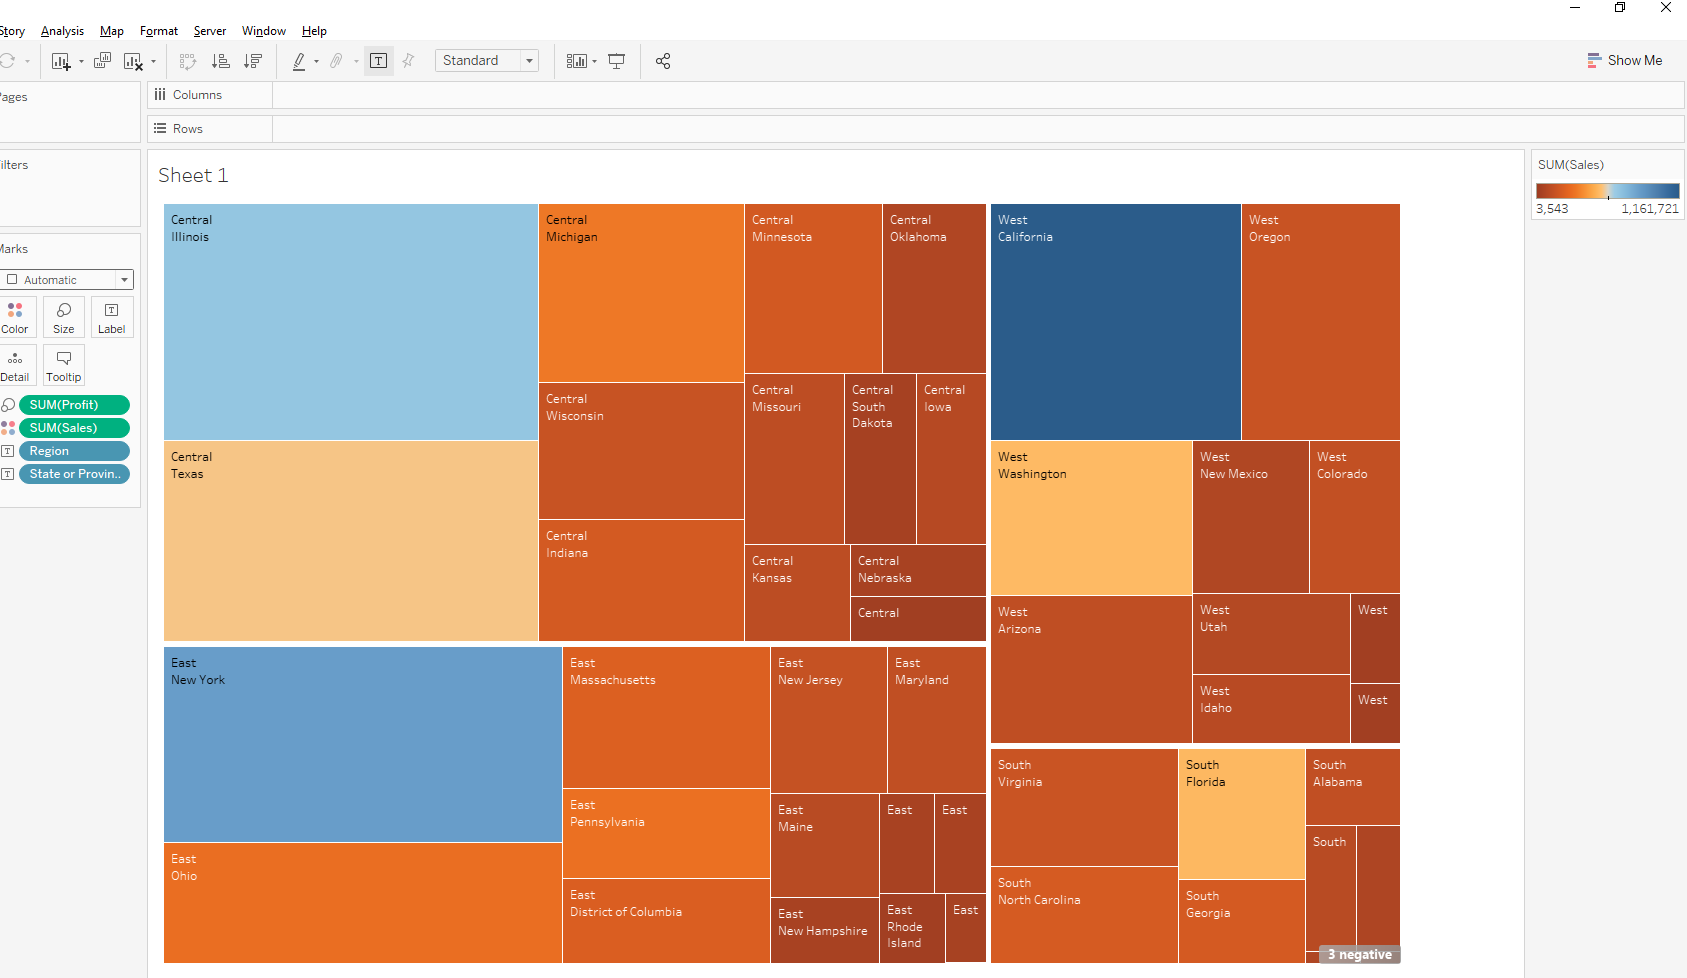 Story Analysis Map Format Server Window Help
Standard
Show Me
Pages
Columns
Rows
Filters
Sheet 1
SUM(Sales)
3,543 1,161,721
Marks
Automatic
Color Size Label
Detail Tooltip
SUM(Profit)
SUM(Sales)
Region
State or Provin..
Central
Illinois
Central
Michigan
Central
Minnesota
Central
Oklahoma
Central
Wisconsin
Central
Missouri
Central
South
Dakota
Central
Iowa
Central
Texas
Central
Indiana
Central
Kansas
Central
Nebraska
Central
West
California
West
Oregon
West
Washington
West
New Mexico
West
Colorado
West
Arizona
West
Utah
West
West
Idaho
West
East
New York
East
Massachusetts
East
New Jersey
East
Maryland
East
Pennsylvania
East
Maine
East
East
East
Ohio
East
District of Columbia
East
New Hampshire
East
Rhode
Island
East
South
Virginia
South
Florida
South
Alabama
South
South
North Carolina
South
Georgia
3 negative